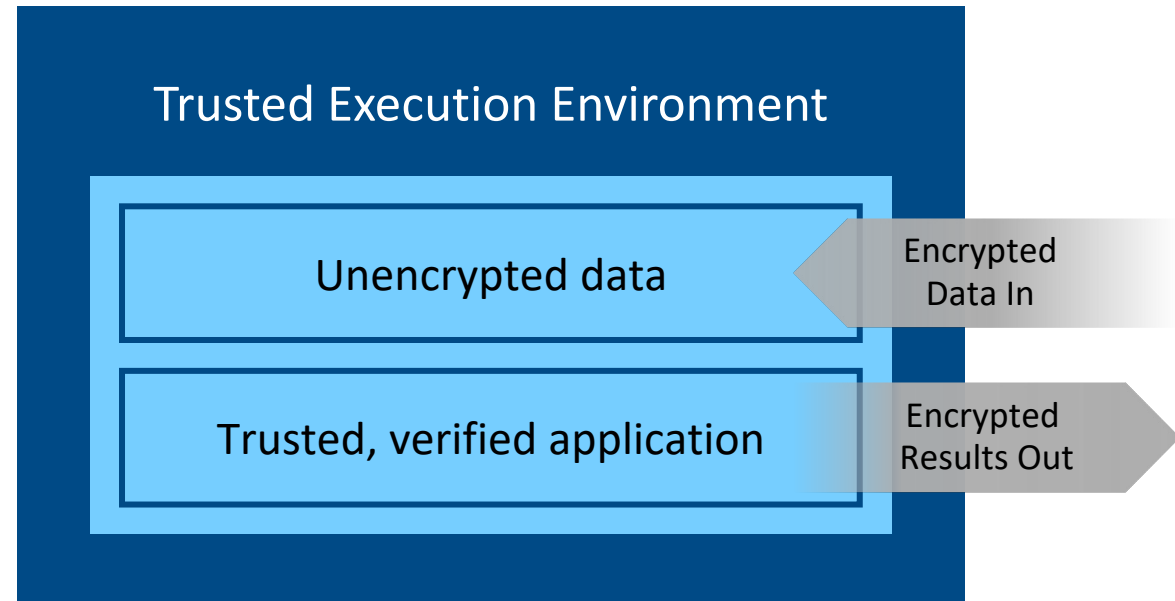 Trusted Execution Environment
Unencrypted data
Encrypted
Data In
Trusted, verified application
Encrypted
Results Out